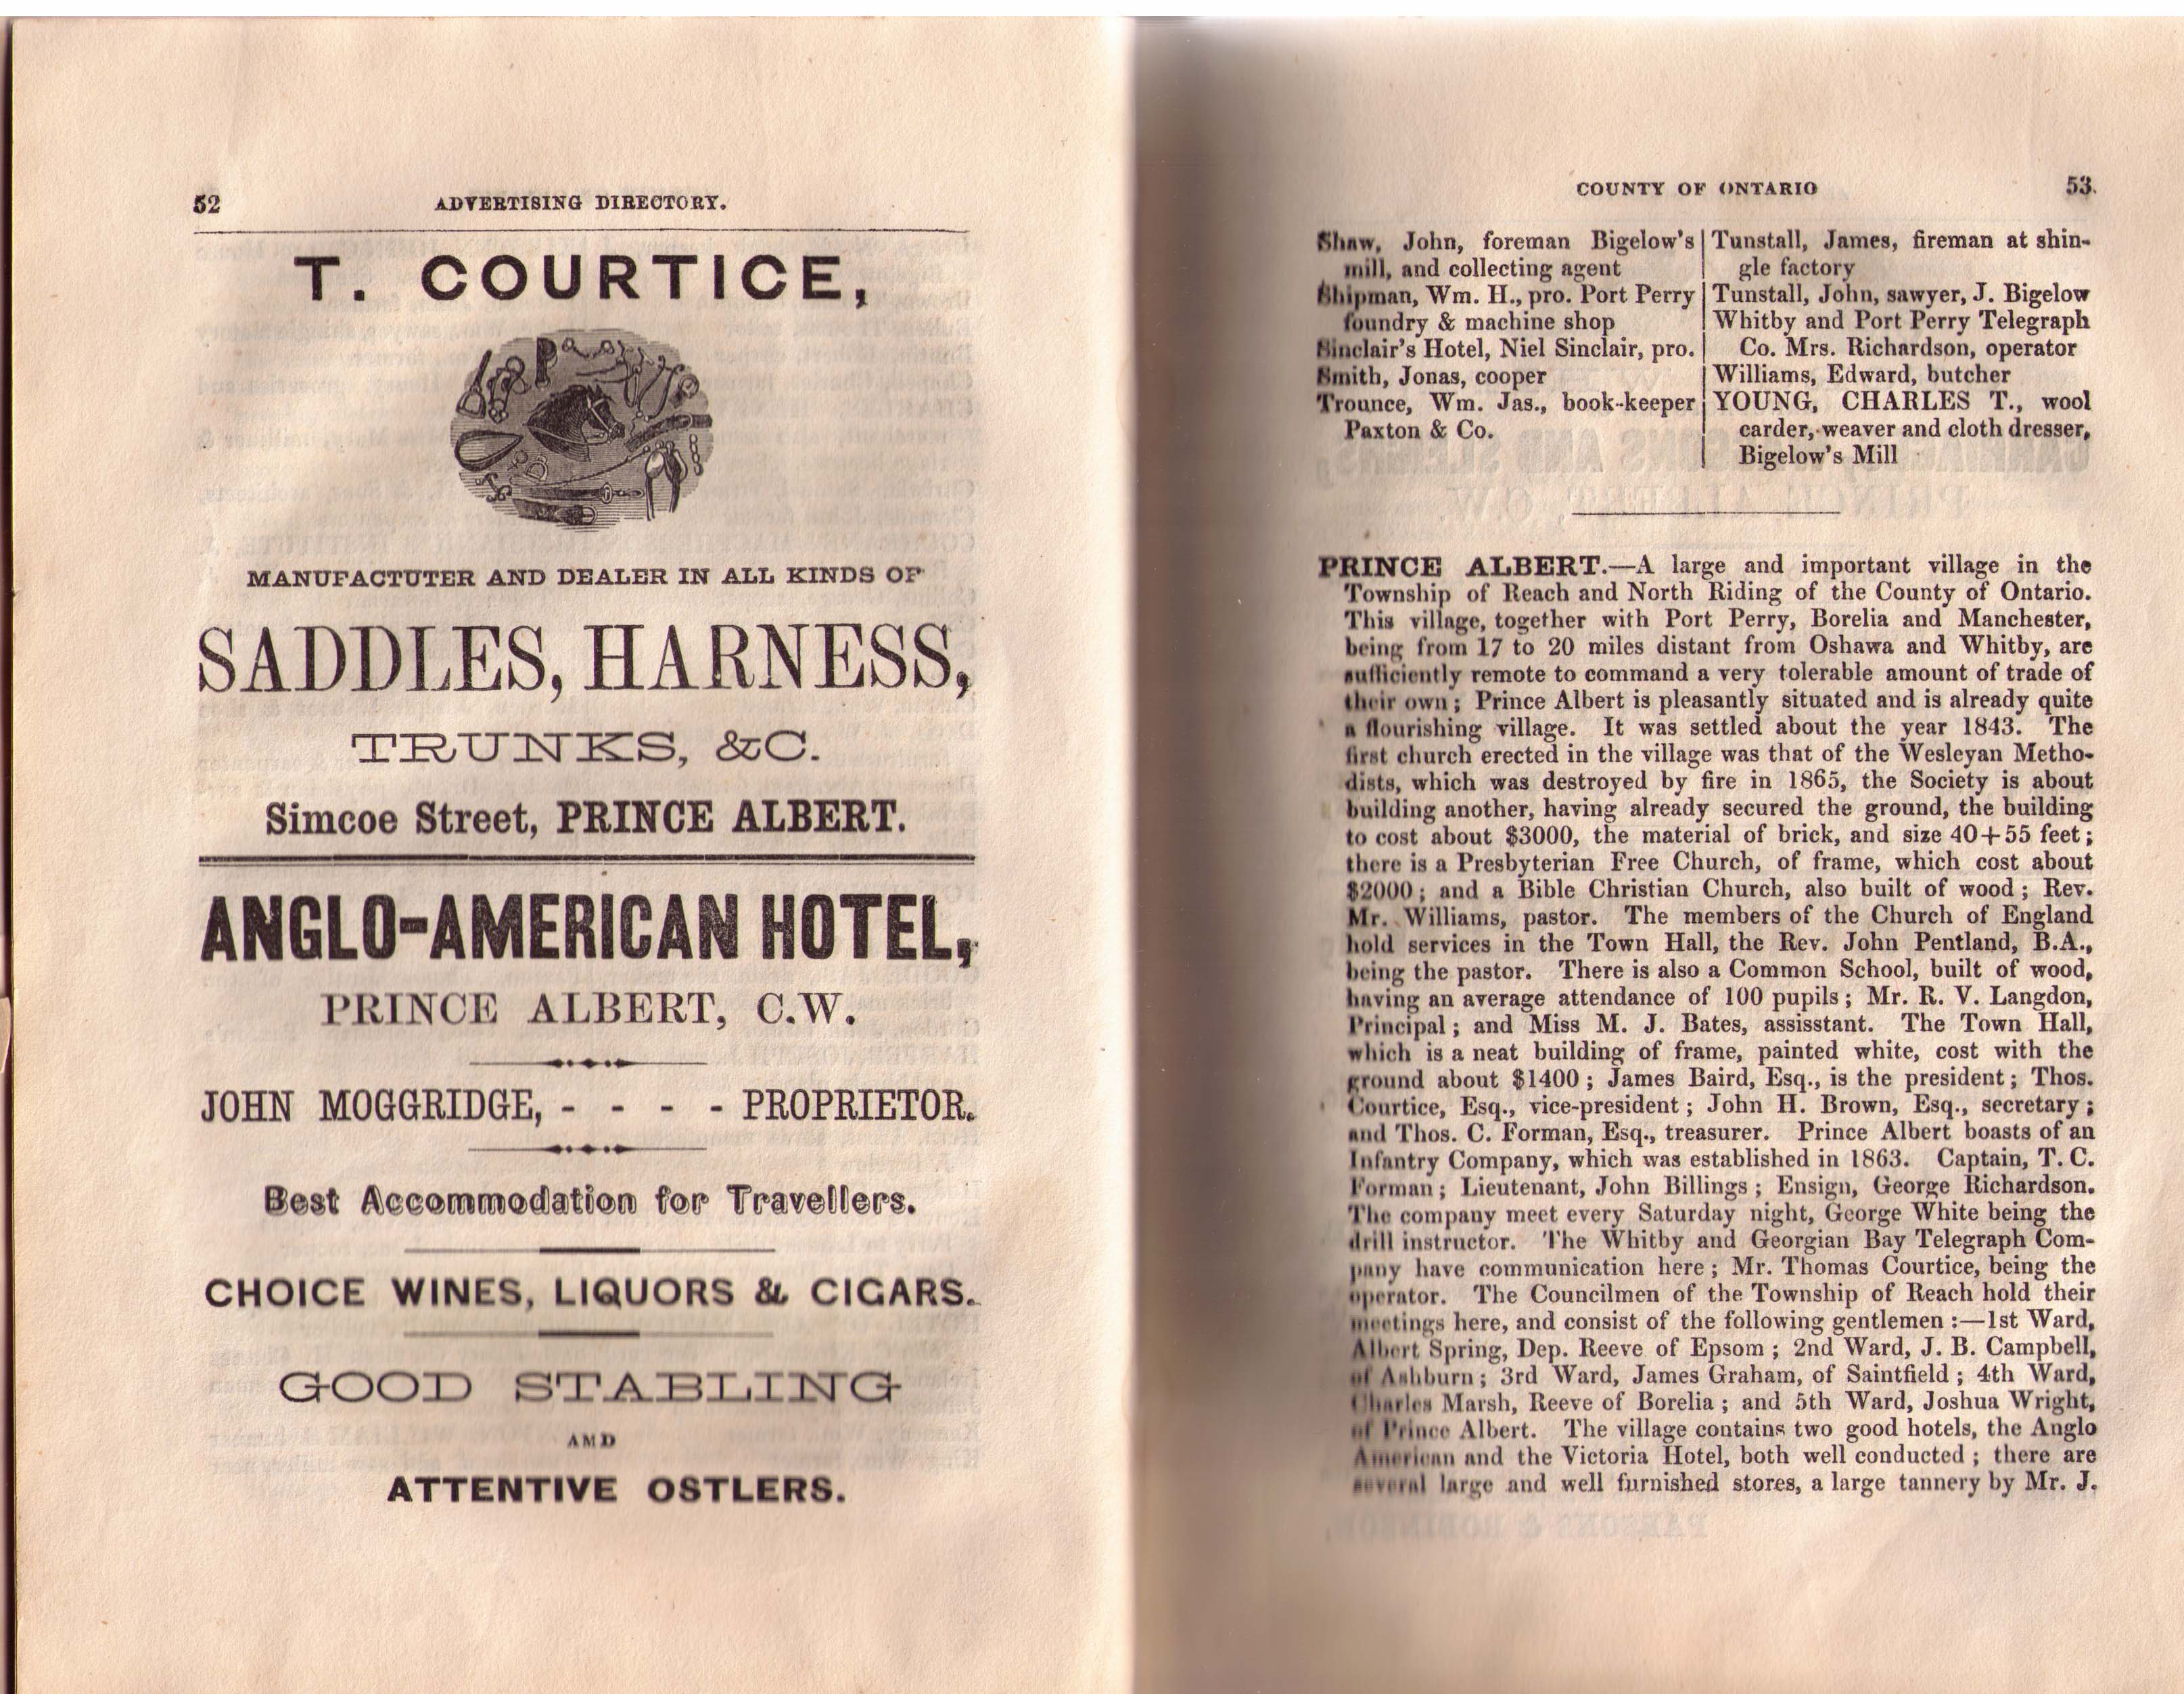 52
ADVERTISING DIRECTORY.
T. COURTICE,
MANUFACTUTER AND DEALER IN ALL KINDS OF
SADDLES, HARNESS,
TRUNKS, &C.
Simcoe Street, PRINCE ALBERT.
ANGLO-AMERICAN HOTEL,
PRINCE ALBERT, C.W.
JOHN MOGGRIDGE, - - - - PROPRIETOR.
Best Accommodation for Travellers.
CHOICE WINES, LIQUORS & CIGARS.
GOOD STABLING
AND
ATTENTIVE OSTLERS.
COUNTY OF ONTARIO
53.
Shaw, John, foreman Bigelow's
mill, and collecting agent
Shipman, Wm. H., pro. Port Perry
foundry & machine shop
Sinclair's Hotel, Niel Sinclair, pro.
Smith, Jonas, cooper
Trounce, Wm. Jas., book-keeper
Paxton & Co.
Tunstall, James, fireman at shin-
gle factory
Tunstall, John, sawyer, J. Bigelow
Whitby and Port Perry Telegraph
Co. Mrs. Richardson, operator
Williams, Edward, butcher
YOUNG, CHARLES T., wool
carder, weaver and cloth dresser,
Bigelow's Mill
PRINCE ALBERT.—A large and important village in the
Township of Reach and North Riding of the County of Ontario.
This village, together with Port Perry, Borelia and Manchester,
being from 17 to 20 miles distant from Oshawa and Whitby, are
sufficiently remote to command a very tolerable amount of trade of
their own; Prince Albert is pleasantly situated and is already quite
a flourishing village. It was settled about the year 1843. The
first church erected in the village was that of the Wesleyan Metho-
dists, which was destroyed by fire in 1865, the Society is about
building another, having already secured the ground, the building
to cost about $3000, the material of brick, and size 40+55 feet;
there is a Presbyterian Free Church, of frame, which cost about
$2000; and a Bible Christian Church, also built of wood; Rev.
Mr. Williams, pastor. The members of the Church of England
hold services in the Town Hall, the Rev. John Pentland, B.A.,
being the pastor. There is also a Common School, built of wood,
having an average attendance of 100 pupils; Mr. R. V. Langdon,
Principal; and Miss M. J. Bates, assisstant. The Town Hall,
which is a neat building of frame, painted white, cost with the
ground about $1400; James Baird, Esq., is the president; Thos.
Courtice, Esq., vice-president; John H. Brown, Esq., secretary;
and Thos. C. Forman, Esq., treasurer. Prince Albert boasts of an
Infantry Company, which was established in 1863. Captain, T. C.
Forman; Lieutenant, John Billings; Ensign, George Richardson.
The company meet every Saturday night, George White being the
drill instructor. The Whitby and Georgian Bay Telegraph Com-
pany have communication here; Mr. Thomas Courtice, being the
operator. The Councilmen of the Township of Reach hold their
meetings here, and consist of the following gentlemen:—1st Ward,
Albert Spring, Dep. Reeve of Epsom; 2nd Ward, J. B. Campbell,
of Ashburn; 3rd Ward, James Graham, of Saintfield; 4th Ward,
Charles Marsh, Reeve of Borelia; and 5th Ward, Joshua Wright,
of Prince Albert. The village contains two good hotels, the Anglo
American and the Victoria Hotel, both well conducted; there are
several large and well furnished stores, a large tannery by Mr. J.